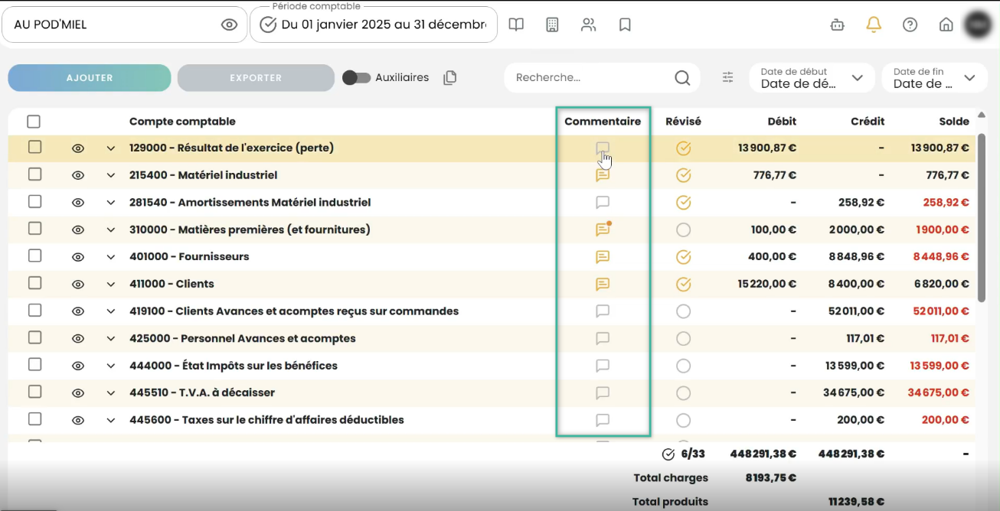 Période comptable
AU POD'MIEL Du 01 janvier 2025 au 31 décembr
AJOUTER EXPORTER Auxiliaires Recherche... Date de début Date de dé... Date de fin Date de ...
Compte comptable Commentaire Révisé Débit Crédit Solde
129000 - Résultat de l'exercice (perte) 13 900,87 € - 13 900,87 €
215400 - Matériel industriel 776,77 € - 776,77 €
281540 - Amortissements Matériel industriel - 258,92 € 258,92 €
310000 - Matières premières (et fournitures) 100,00 € 2 000,00 € 1 900,00 €
401000 - Fournisseurs 400,00 € 8 848,96 € 8 448,96 €
411000 - Clients 15 220,00 € 8 400,00 € 6 820,00 €
419100 - Clients Avances et acomptes reçus sur commandes - 52 011,00 € 52 011,00 €
425000 - Personnel Avances et acomptes - 117,01 € 117,01 €
444000 - État Impôts sur les bénéfices - 13 599,00 € 13 599,00 €
445510 - T.V.A. à décaisser - 34 675,00 € 34 675,00 €
445600 - Taxes sur le chiffre d'affaires déductibles - 200,00 € 200,00 €
6/33 448 291,38 € 448 291,38 € -
Total charges 8 193,75 €
Total produits 11 239,58 €